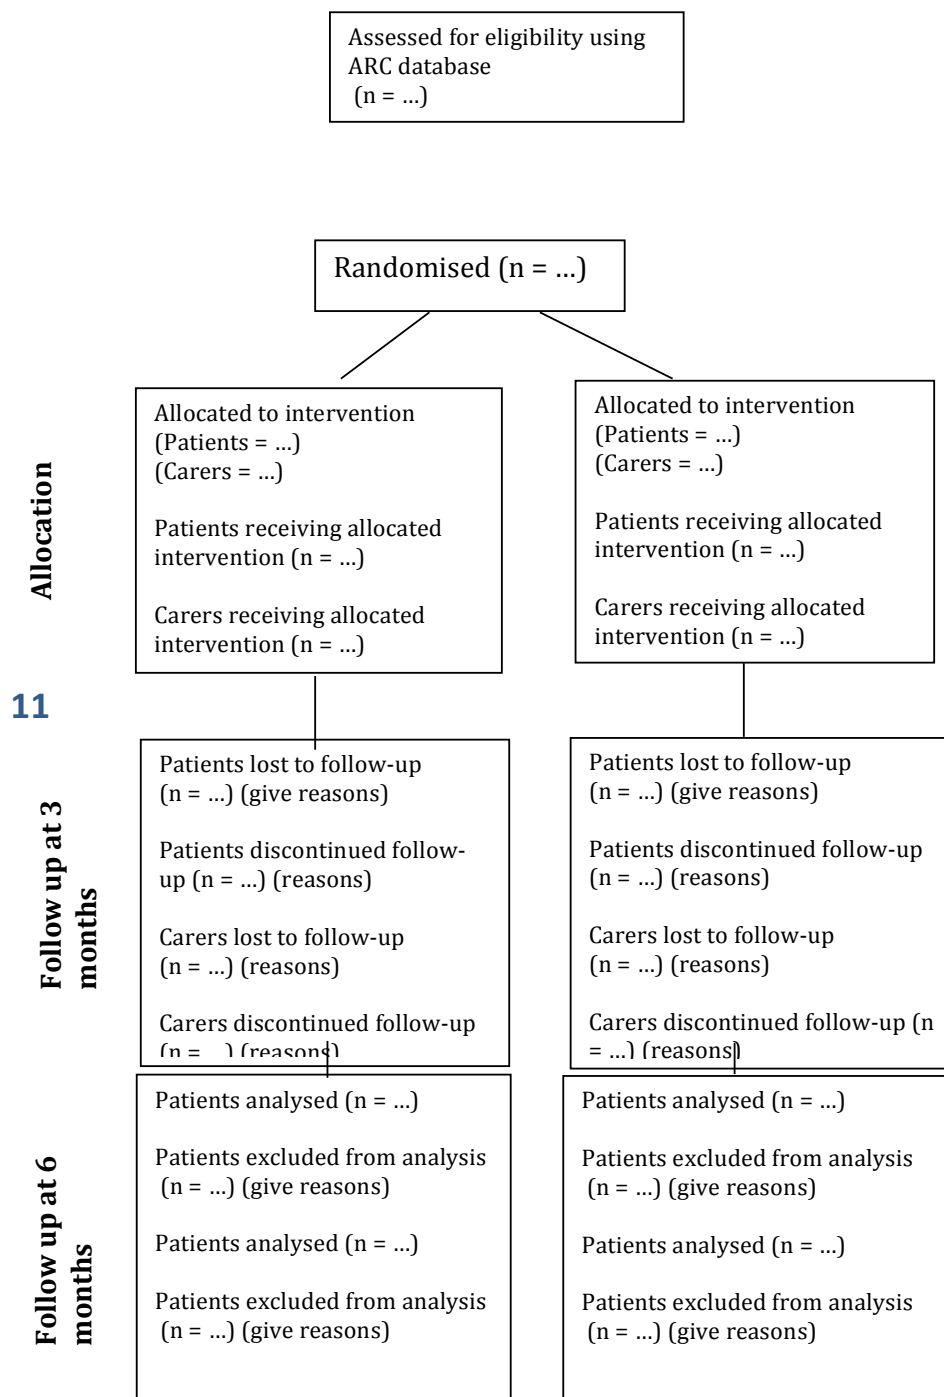 Assessed for eligibility using
ARC database
(n = …)
Randomised (n = …)
Allocation
Allocated to intervention
(Patients = …)
(Carers = …)
Patients receiving allocated
intervention (n = …)
Carers receiving allocated
intervention (n = …)
Allocated to intervention
(Patients = …)
(Carers = …)
Patients receiving allocated
intervention (n = …)
Carers receiving allocated
intervention (n = …)
11
Follow up at 3
months
Patients lost to follow-up
(n = …) (give reasons)
Patients discontinued follow-
up (n = …) (reasons)
Carers lost to follow-up
(n = …) (reasons)
Carers discontinued follow-up
(n = …) (reasons)
Patients lost to follow-up
(n = …) (give reasons)
Patients discontinued follow-up
(n = …) (reasons)
Carers lost to follow-up
(n = …) (reasons)
Carers discontinued follow-up (n
= …) (reasons)
Follow up at 6
months
Patients analysed (n = …)
Patients excluded from analysis
(n = …) (give reasons)
Patients analysed (n = …)
Patients excluded from analysis
(n = …) (give reasons)
Patients analysed (n = …)
Patients excluded from analysis
(n = …) (give reasons)
Patients analysed (n = …)
Patients excluded from analysis
(n = …) (give reasons)